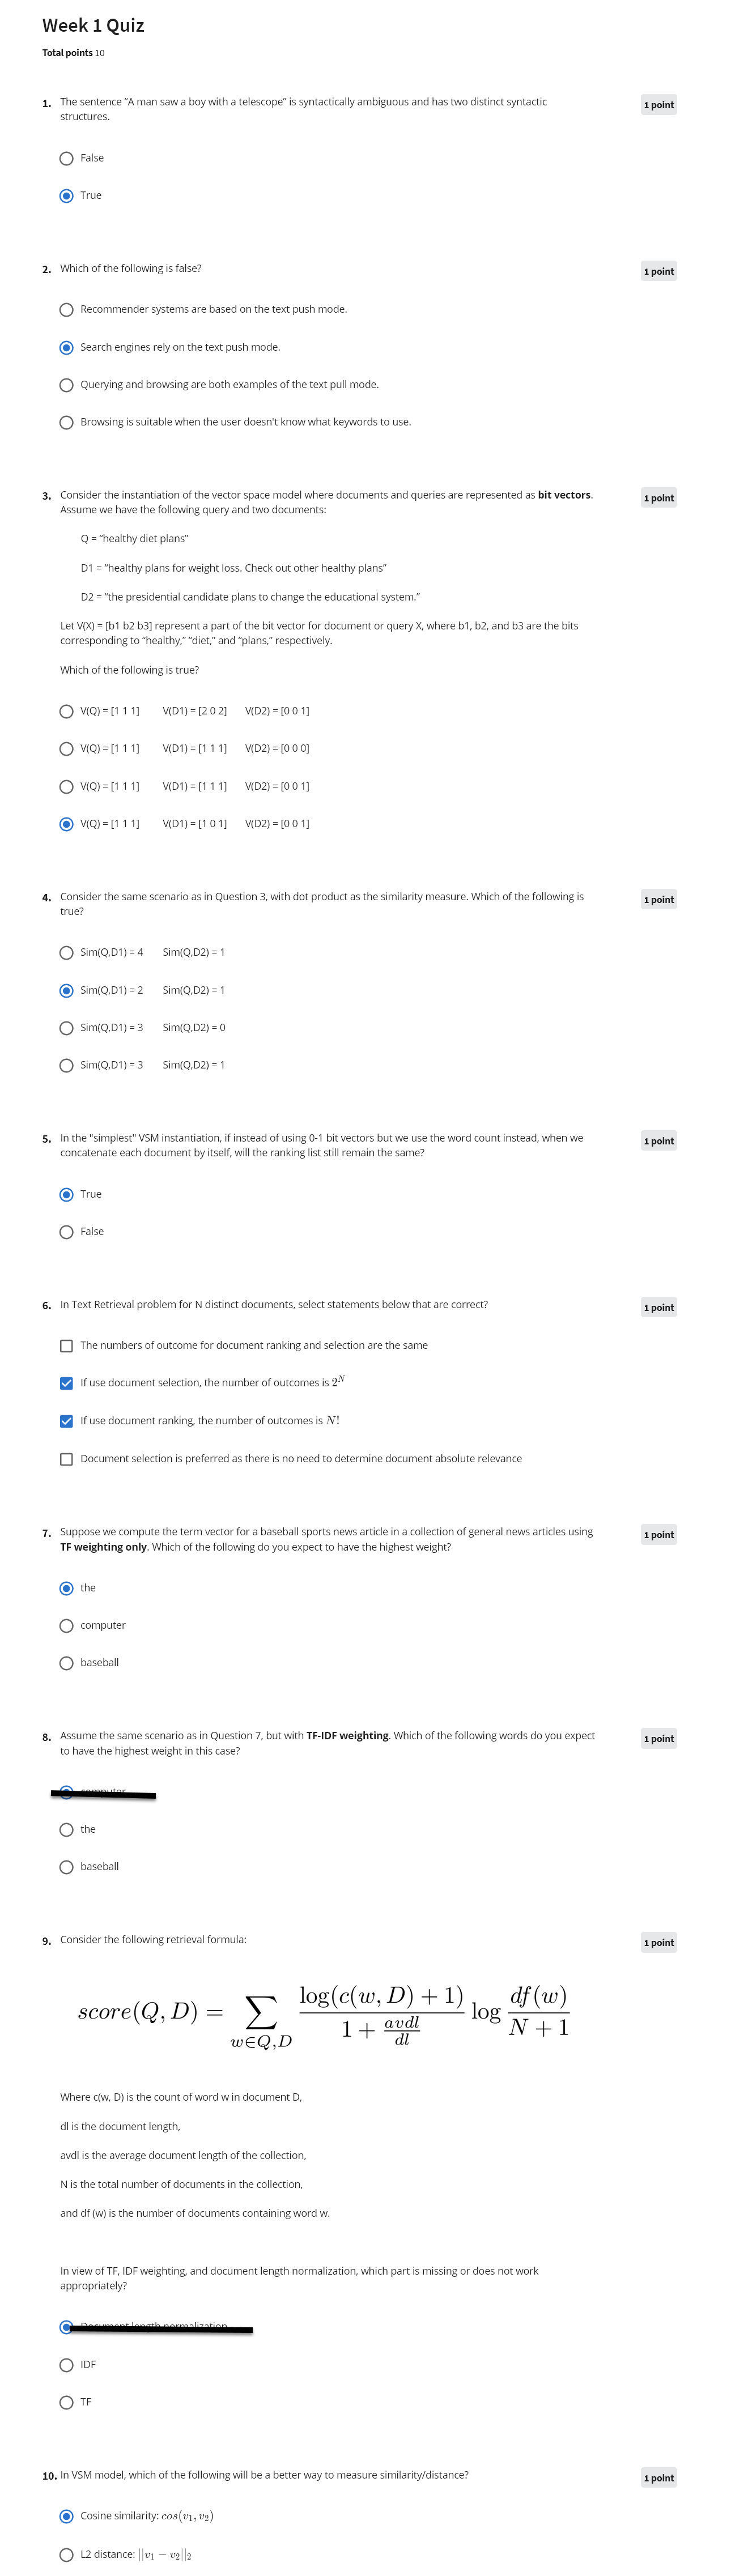 Week 1 Quiz
Total points 10
1. The sentence “A man saw a boy with a telescope” is syntactically ambiguous and has two distinct syntactic
structures.
1 point
False
True
2. Which of the following is false?
1 point
Recommender systems are based on the text push mode.
Search engines rely on the text push mode.
Querying and browsing are both examples of the text pull mode.
Browsing is suitable when the user doesn't know what keywords to use.
3. Consider the instantiation of the vector space model where documents and queries are represented as bit vectors.
Assume we have the following query and two documents:
1 point
Q = “healthy diet plans”
D1 = “healthy plans for weight loss. Check out other healthy plans”
D2 = “the presidential candidate plans to change the educational system.”
Let V(X) = [b1 b2 b3] represent a part of the bit vector for document or query X, where b1, b2, and b3 are the bits
corresponding to “healthy,” “diet,” and “plans,” respectively.
Which of the following is true?
V(Q) = [1 1 1] V(D1) = [2 0 2] V(D2) = [0 0 1]
V(Q) = [1 1 1] V(D1) = [1 1 1] V(D2) = [0 0 0]
V(Q) = [1 1 1] V(D1) = [1 1 1] V(D2) = [0 0 1]
V(Q) = [1 1 1] V(D1) = [1 0 1] V(D2) = [0 0 1]
4. Consider the same scenario as in Question 3, with dot product as the similarity measure. Which of the following is
true?
1 point
Sim(Q,D1) = 4 Sim(Q,D2) = 1
Sim(Q,D1) = 2 Sim(Q,D2) = 1
Sim(Q,D1) = 3 Sim(Q,D2) = 0
Sim(Q,D1) = 3 Sim(Q,D2) = 1
5. In the "simplest" VSM instantiation, if instead of using 0-1 bit vectors but we use the word count instead, when we
concatenate each document by itself, will the ranking list still remain the same?
1 point
True
False
6. In Text Retrieval problem for N distinct documents, select statements below that are correct?
1 point
The numbers of outcome for document ranking and selection are the same
If use document selection, the number of outcomes is 2^N
If use document ranking, the number of outcomes is N!
Document selection is preferred as there is no need to determine document absolute relevance
7. Suppose we compute the term vector for a baseball sports news article in a collection of general news articles using
TF weighting only. Which of the following do you expect to have the highest weight?
1 point
the
computer
baseball
8. Assume the same scenario as in Question 7, but with TF-IDF weighting. Which of the following words do you expect
to have the highest weight in this case?
1 point
computer
the
baseball
9. Consider the following retrieval formula:
1 point
score(Q, D) = ∑_{w∈Q,D} \frac{log(c(w, D) + 1)}{1 + \frac{avdl}{dl}} log \frac{df(w)}{N + 1}
Where c(w, D) is the count of word w in document D,
dl is the document length,
avdl is the average document length of the collection,
N is the total number of documents in the collection,
and df (w) is the number of documents containing word w.
In view of TF, IDF weighting, and document length normalization, which part is missing or does not work
appropriately?
Document length normalization
IDF
TF
10. In VSM model, which of the following will be a better way to measure similarity/distance?
1 point
Cosine similarity: cos(v₁, v₂)
L2 distance: ||v₁ − v₂||₂